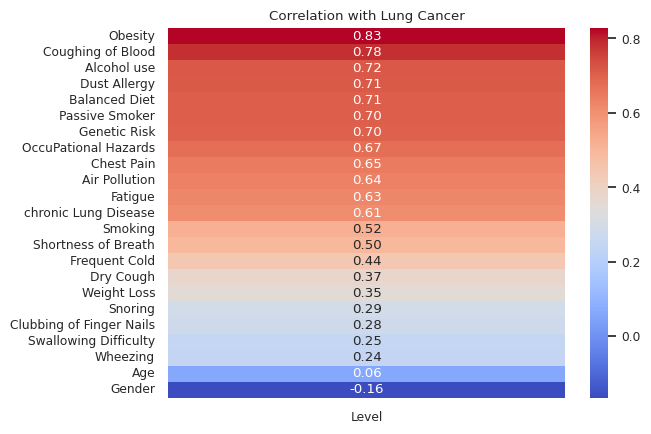 Correlation with Lung Cancer
Obesity 0.83
Coughing of Blood 0.78
Alcohol use 0.72
Dust Allergy 0.71
Balanced Diet 0.71
Passive Smoker 0.70
Genetic Risk 0.70
OccuPational Hazards 0.67
Chest Pain 0.65
Air Pollution 0.64
Fatigue 0.63
chronic Lung Disease 0.61
Smoking 0.52
Shortness of Breath 0.50
Frequent Cold 0.44
Dry Cough 0.37
Weight Loss 0.35
Snoring 0.29
Clubbing of Finger Nails 0.28
Swallowing Difficulty 0.25
Wheezing 0.24
Age 0.06
Gender -0.16
Level
0.8
0.6
0.4
0.2
0.0